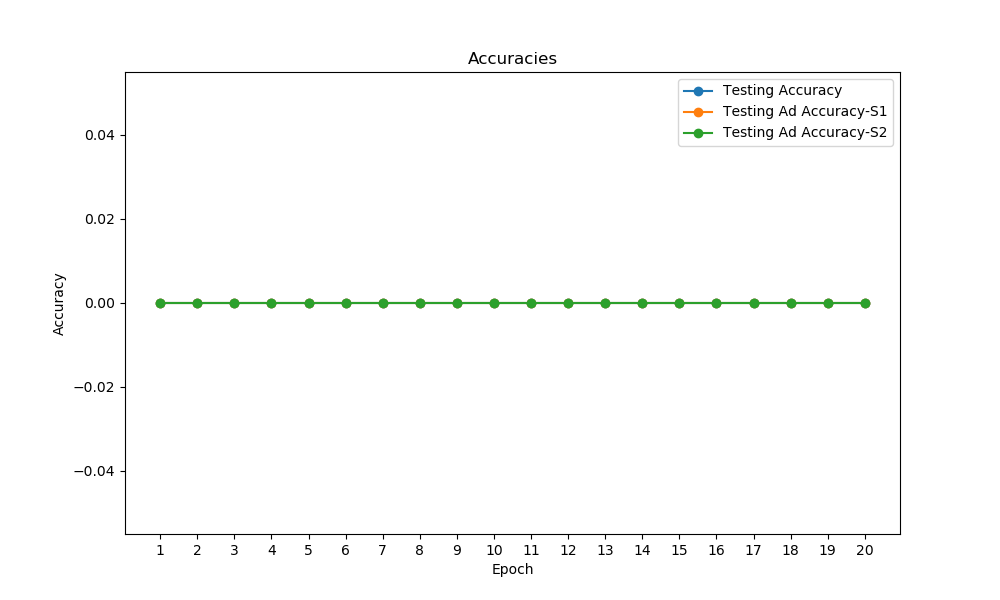 Accuracies
Testing Accuracy
Testing Ad Accuracy-S1
Testing Ad Accuracy-S2
0.04
0.02
0.00
−0.02
−0.04
Accuracy
1 2 3 4 5 6 7 8 9 10 11 12 13 14 15 16 17 18 19 20
Epoch